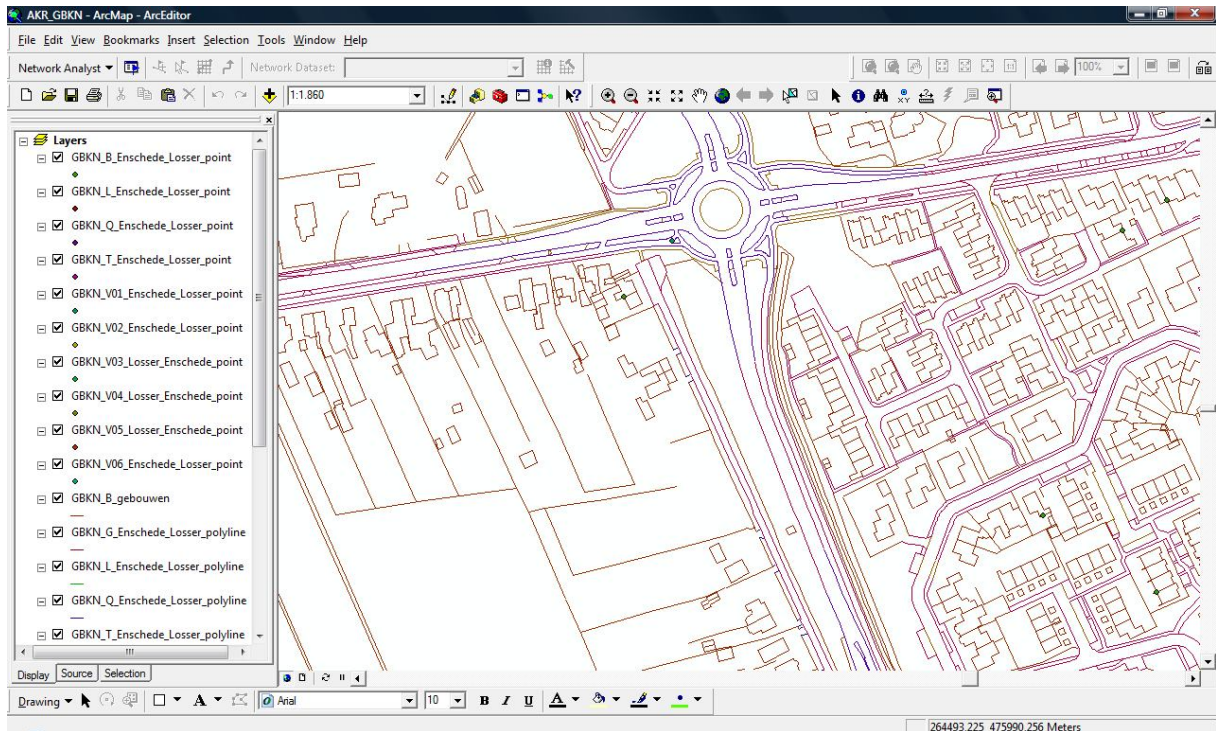 AKR_GBKN - ArcMap - ArcEditor
File Edit View Bookmarks Insert Selection Tools Window Help
Network Analyst Network Dataset: 100%
1:1.860
Layers
GBKN_B_Enschede_Losser_point
GBKN_L_Enschede_Losser_point
GBKN_Q_Enschede_Losser_point
GBKN_T_Enschede_Losser_point
GBKN_V01_Enschede_Losser_point
GBKN_V02_Enschede_Losser_point
GBKN_V03_Losser_Enschede_point
GBKN_V04_Losser_Enschede_point
GBKN_V05_Losser_Enschede_point
GBKN_V06_Enschede_Losser_point
GBKN_B_gebouwen
GBKN_G_Enschede_Losser_polyline
GBKN_L_Enschede_Losser_polyline
GBKN_Q_Enschede_Losser_polyline
GBKN_T_Enschede_Losser_polyline
Display Source Selection
Drawing A Arial 10 B I U A
264493,225 475990,256 Meters